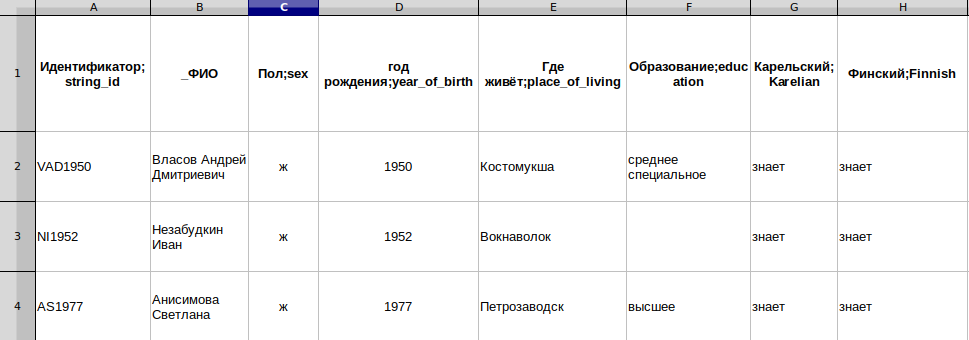 A B C D E F G H
1 Идентификатор; string_id _ФИО Пол;sex год рождения;year_of_birth Где живёт;place_of_living Образование;education Карельский;Karelian Финский;Finnish
2 VAD1950 Власов Андрей Дмитриевич ж 1950 Костомукша среднее специальное знает знает
3 NI1952 Незабудкин Иван ж 1952 Вокнаволок знает знает
4 AS1977 Анисимова Светлана ж 1977 Петрозаводск высшее знает знает